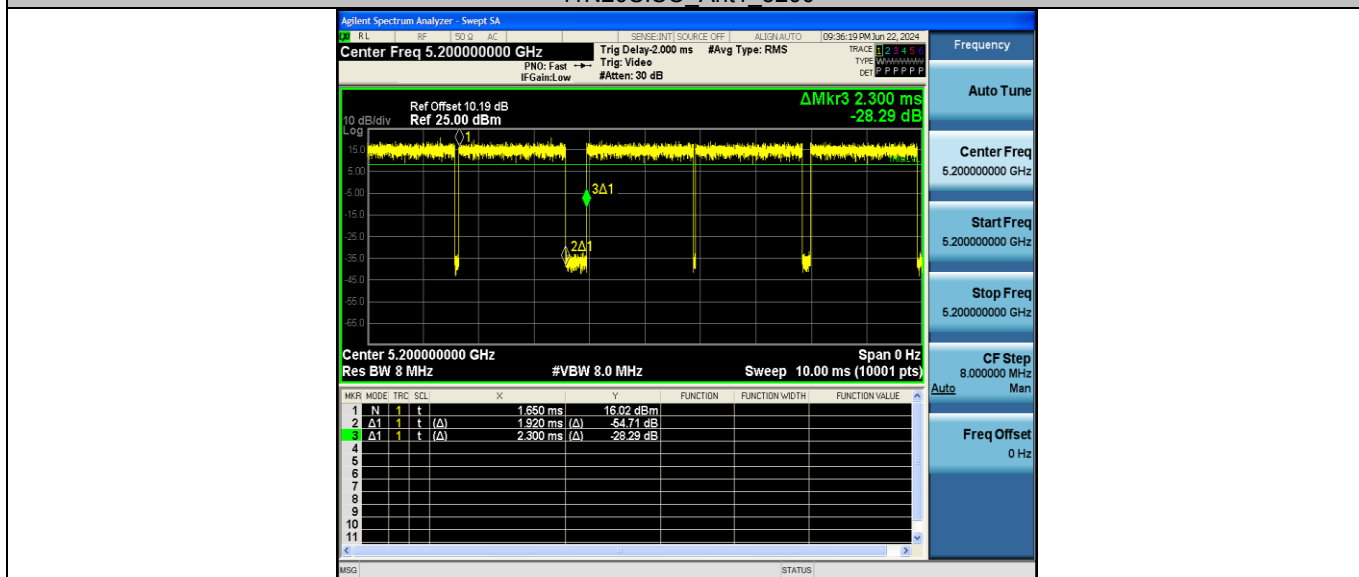 Agilent Spectrum Analyzer - Swept SA
RL RF 50 Ω AC SENSE:INT SOURCE OFF ALIGNAUTO 09:36:19 PM Jun 22, 2024
Center Freq 5.200000000 GHz
PNO: Fast
IFGain:Low
Trig Delay-2.000 ms #Avg Type: RMS
Trig: Video
#Atten: 30 dB
TRACE 1 2 3 4 5 6
TYPE
DET P P P P P P
Ref Offset 10.19 dB
10 dB/div Ref 25.00 dBm
Log
ΔMkr3 2.300 ms
-28.29 dB
15.0
5.00
-5.00
-15.0
-25.0
-35.0
-45.0
-55.0
-65.0
1
3Δ1
2Δ1
Center 5.200000000 GHz Span 0 Hz
Res BW 8 MHz #VBW 8.0 MHz Sweep 10.00 ms (10001 pts)
MKR MODE TRC SCL X Y FUNCTION FUNCTION WIDTH FUNCTION VALUE
1 N 1 t 1.650 ms 16.02 dBm
2 Δ1 1 t (Δ) 1.920 ms (Δ) -54.71 dB
3 Δ1 1 t (Δ) 2.300 ms (Δ) -28.29 dB
4
5
6
7
8
9
10
11
MSG STATUS
Frequency
Auto Tune
Center Freq
5.200000000 GHz
Start Freq
5.200000000 GHz
Stop Freq
5.200000000 GHz
CF Step
8.000000 MHz
Auto Man
Freq Offset
0 Hz